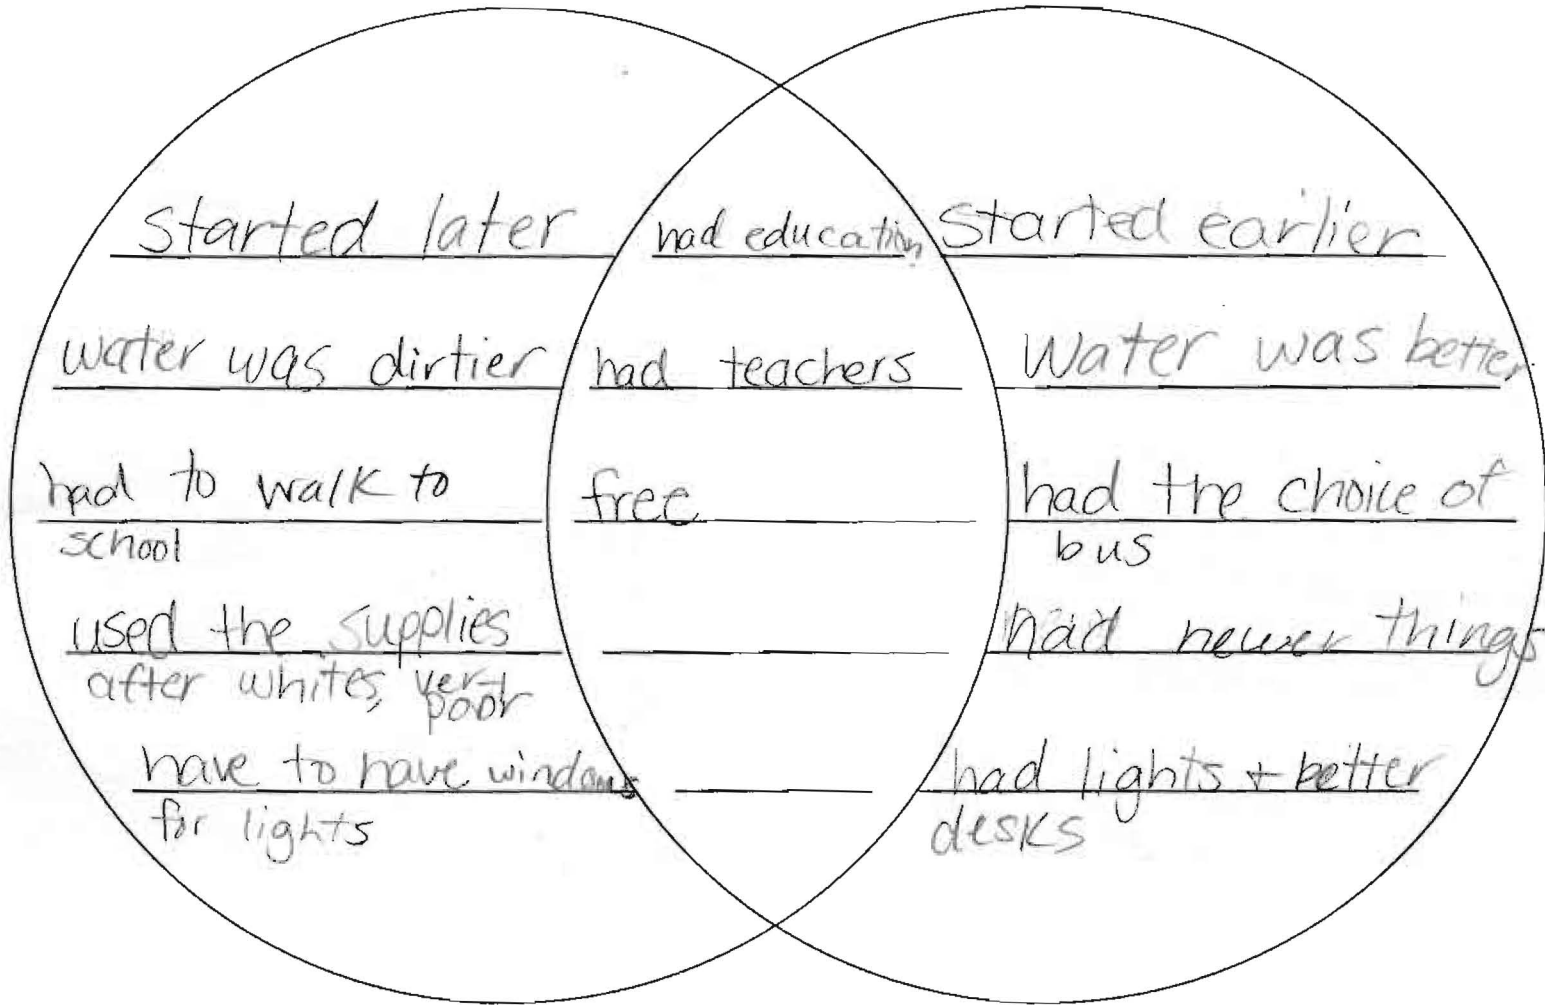 started later
water was dirtier
had to walk to
school
used the supplies
after whites, very
poor
have to have windows
for lights
had education
had teachers
free
started earlier
Water was better
had the choice of
bus
had newer things
had lights + better
desks